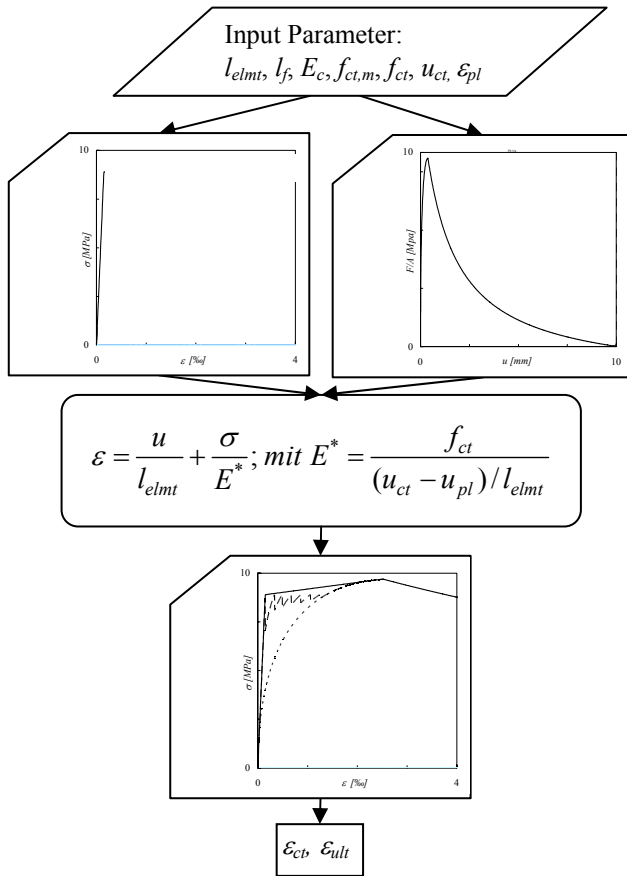 Input Parameter:
l_elmt, l_f, E_c, f_ct,m, f_ct, u_ct, ε_pl
10
σ [MPa]
0
0
ε [‰]
4
10
F/A [Mpa]
0
0
u [mm]
10
ε = u / l_elmt + σ / E^*; mit E^* = f_ct / ((u_ct − u_pl) / l_elmt)
10
σ [MPa]
0
0
ε [‰]
4
ε_ct, ε_ult